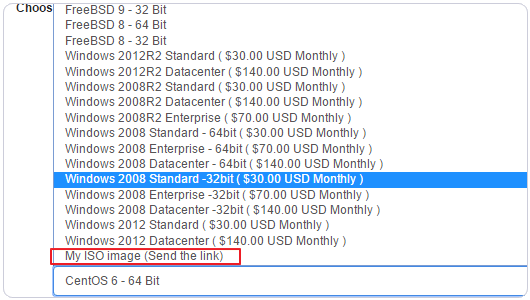 Choos
FreeBSD 9 - 32 Bit
FreeBSD 8 - 64 Bit
FreeBSD 8 - 32 Bit
Windows 2012R2 Standard ( $30.00 USD Monthly )
Windows 2012R2 Datacenter ( $140.00 USD Monthly )
Windows 2008R2 Standard ( $30.00 USD Monthly )
Windows 2008R2 Datacenter ( $140.00 USD Monthly )
Windows 2008R2 Enterprise ( $70.00 USD Monthly )
Windows 2008 Standard - 64bit ( $30.00 USD Monthly )
Windows 2008 Enterprise - 64bit ( $70.00 USD Monthly )
Windows 2008 Datacenter - 64bit ( $140.00 USD Monthly )
Windows 2008 Standard -32bit ( $30.00 USD Monthly )
Windows 2008 Enterprise -32bit ( $70.00 USD Monthly )
Windows 2008 Datacenter -32bit ( $140.00 USD Monthly )
Windows 2012 Standard ( $30.00 USD Monthly )
Windows 2012 Datacenter ( $140.00 USD Monthly )
My ISO image (Send the link)
CentOS 6 - 64 Bit